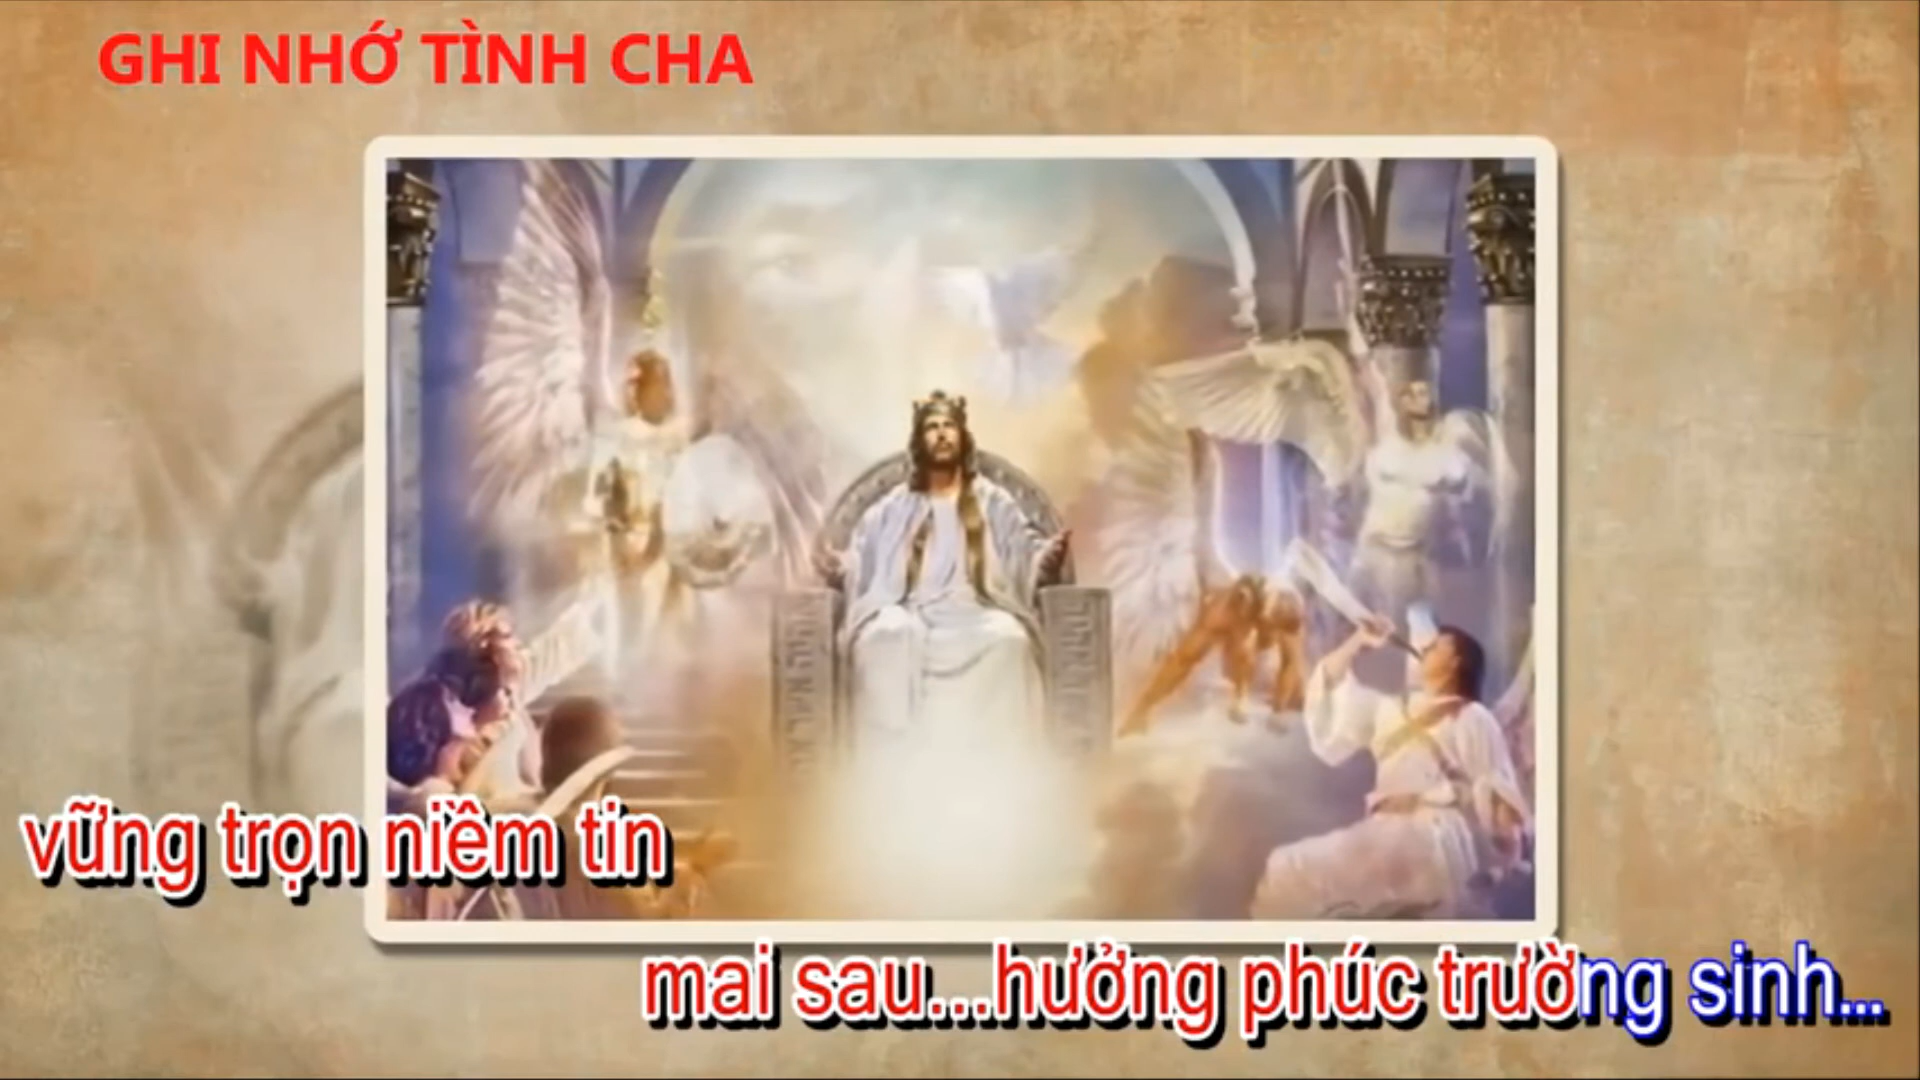 GHI NHỚ TÌNH CHA
vững trọn niềm tin
mai sau...hưởng phúc trường sinh...